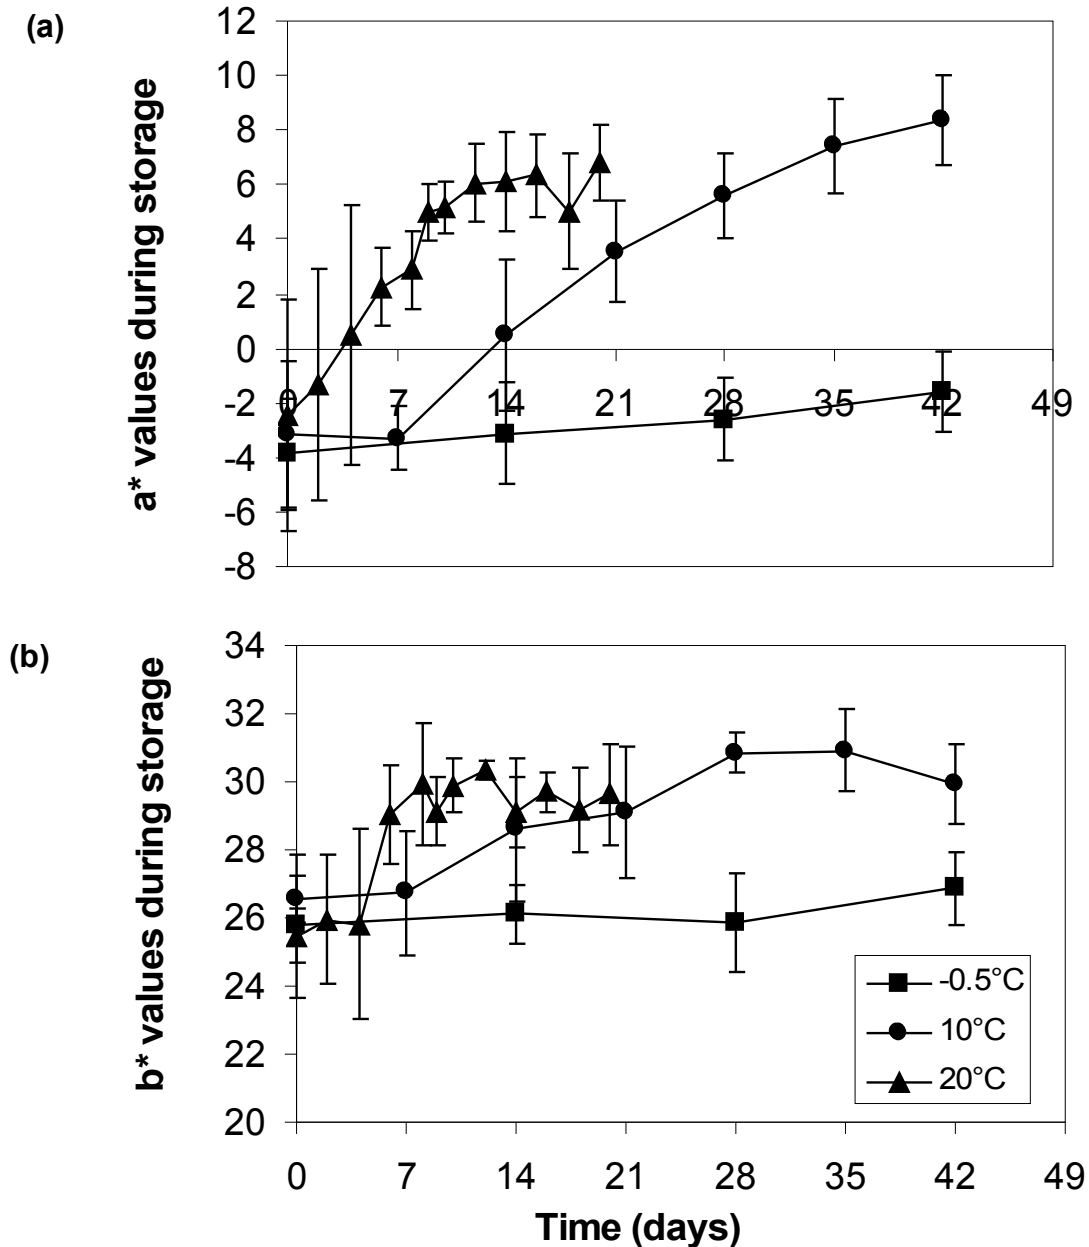 (a)
a* values during storage
12
10
8
6
4
2
0
-2
-4
-6
-8
0 7 14 21 28 35 42 49
(b)
b* values during storage
34
32
30
28
26
24
22
20
-0.5°C
10°C
20°C
0 7 14 21 28 35 42 49
Time (days)